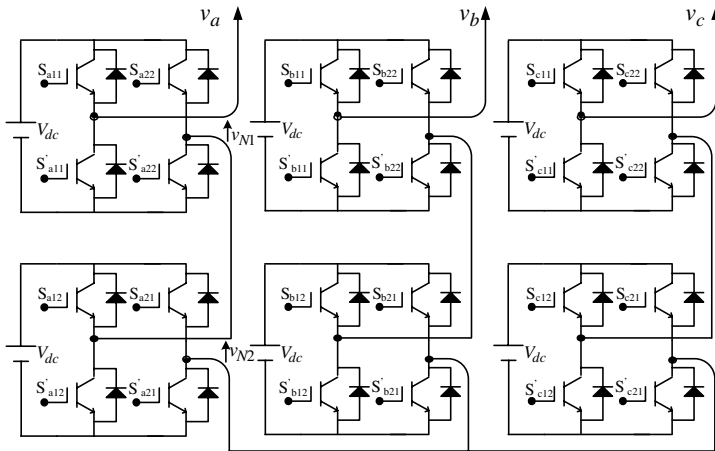 v_a v_b v_c
S_a11 S_a22 S_b11 S_b22 S_c11 S_c22
V_dc v_N1 V_dc V_dc
S'_a11 S'_a22 S'_b11 S'_b22 S'_c11 S'_c22
S_a12 S_a21 S_b12 S_b21 S_c12 S_c21
V_dc v_N2 V_dc V_dc
S'_a12 S'_a21 S'_b12 S'_b21 S'_c12 S'_c21